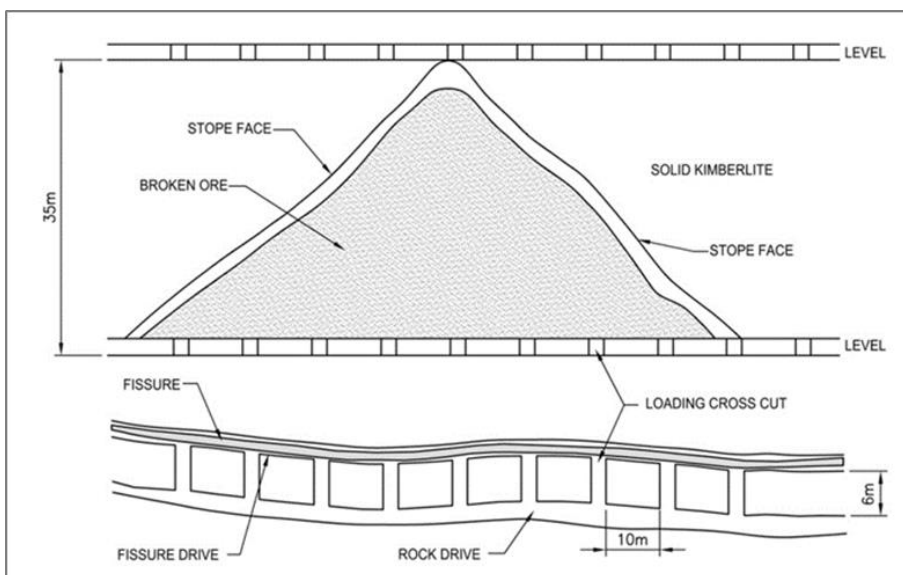 LEVEL
STOPE FACE
SOLID KIMBERLITE
BROKEN ORE
35m
STOPE FACE
LEVEL
FISSURE
LOADING CROSS CUT
6m
FISSURE DRIVE
ROCK DRIVE
10m